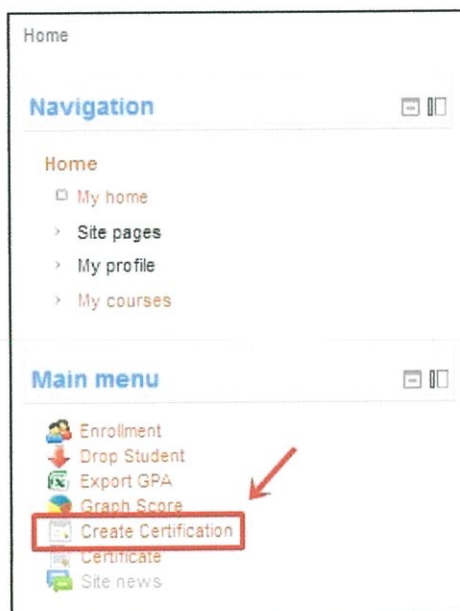 Home
Navigation
Home
My home
Site pages
My profile
My courses
Main menu
Enrollment
Drop Student
Export GPA
Graph Score
Create Certification
Certificate
Site news